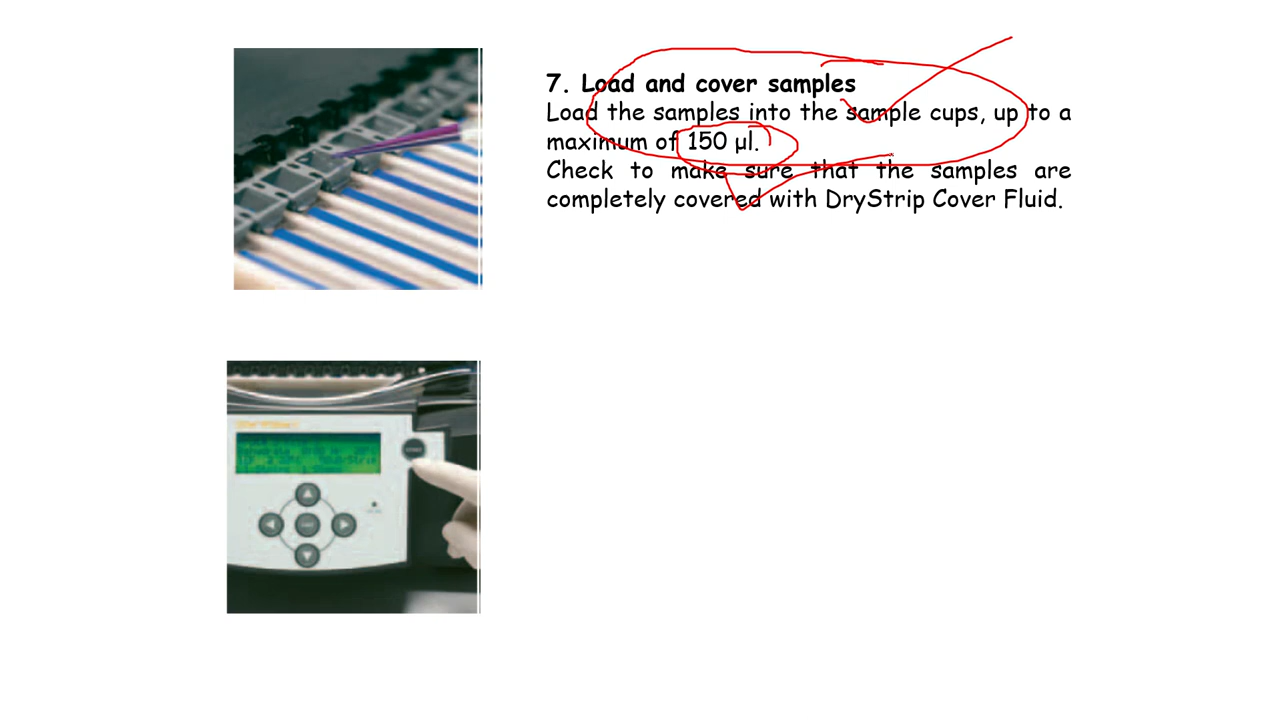 7. Load and cover samples
Load the samples into the sample cups, up to a
maximum of 150 µl.
Check to make sure that the samples are
completely covered with DryStrip Cover Fluid.